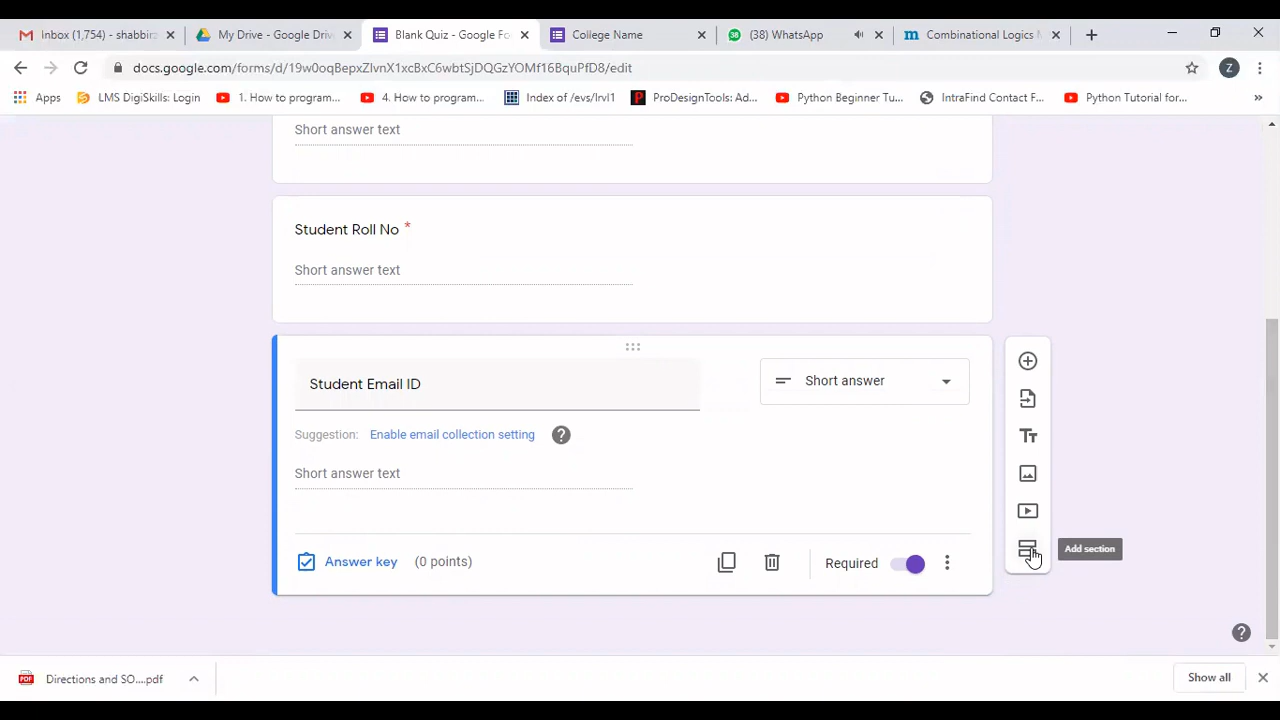 Inbox (1,754) - shabbirz
My Drive - Google Driv
Blank Quiz - Google Fo
College Name
(38) WhatsApp
Combinational Logics M
docs.google.com/forms/d/19w0oqBepxZIvnX1xcBxC6wbtSjDQGzYOMf16BquPfD8/edit
Z
Apps
LMS DigiSkills: Login
1. How to program...
4. How to program...
Index of /evs/lrvl1
ProDesignTools: Ad...
Python Beginner Tu...
IntraFind Contact F...
Python Tutorial for...
»
Short answer text
Student Roll No *
Short answer text
Student Email ID
Short answer
Suggestion: Enable email collection setting
Short answer text
Answer key (0 points)
Required
Add section
Directions and SO....pdf
Show all